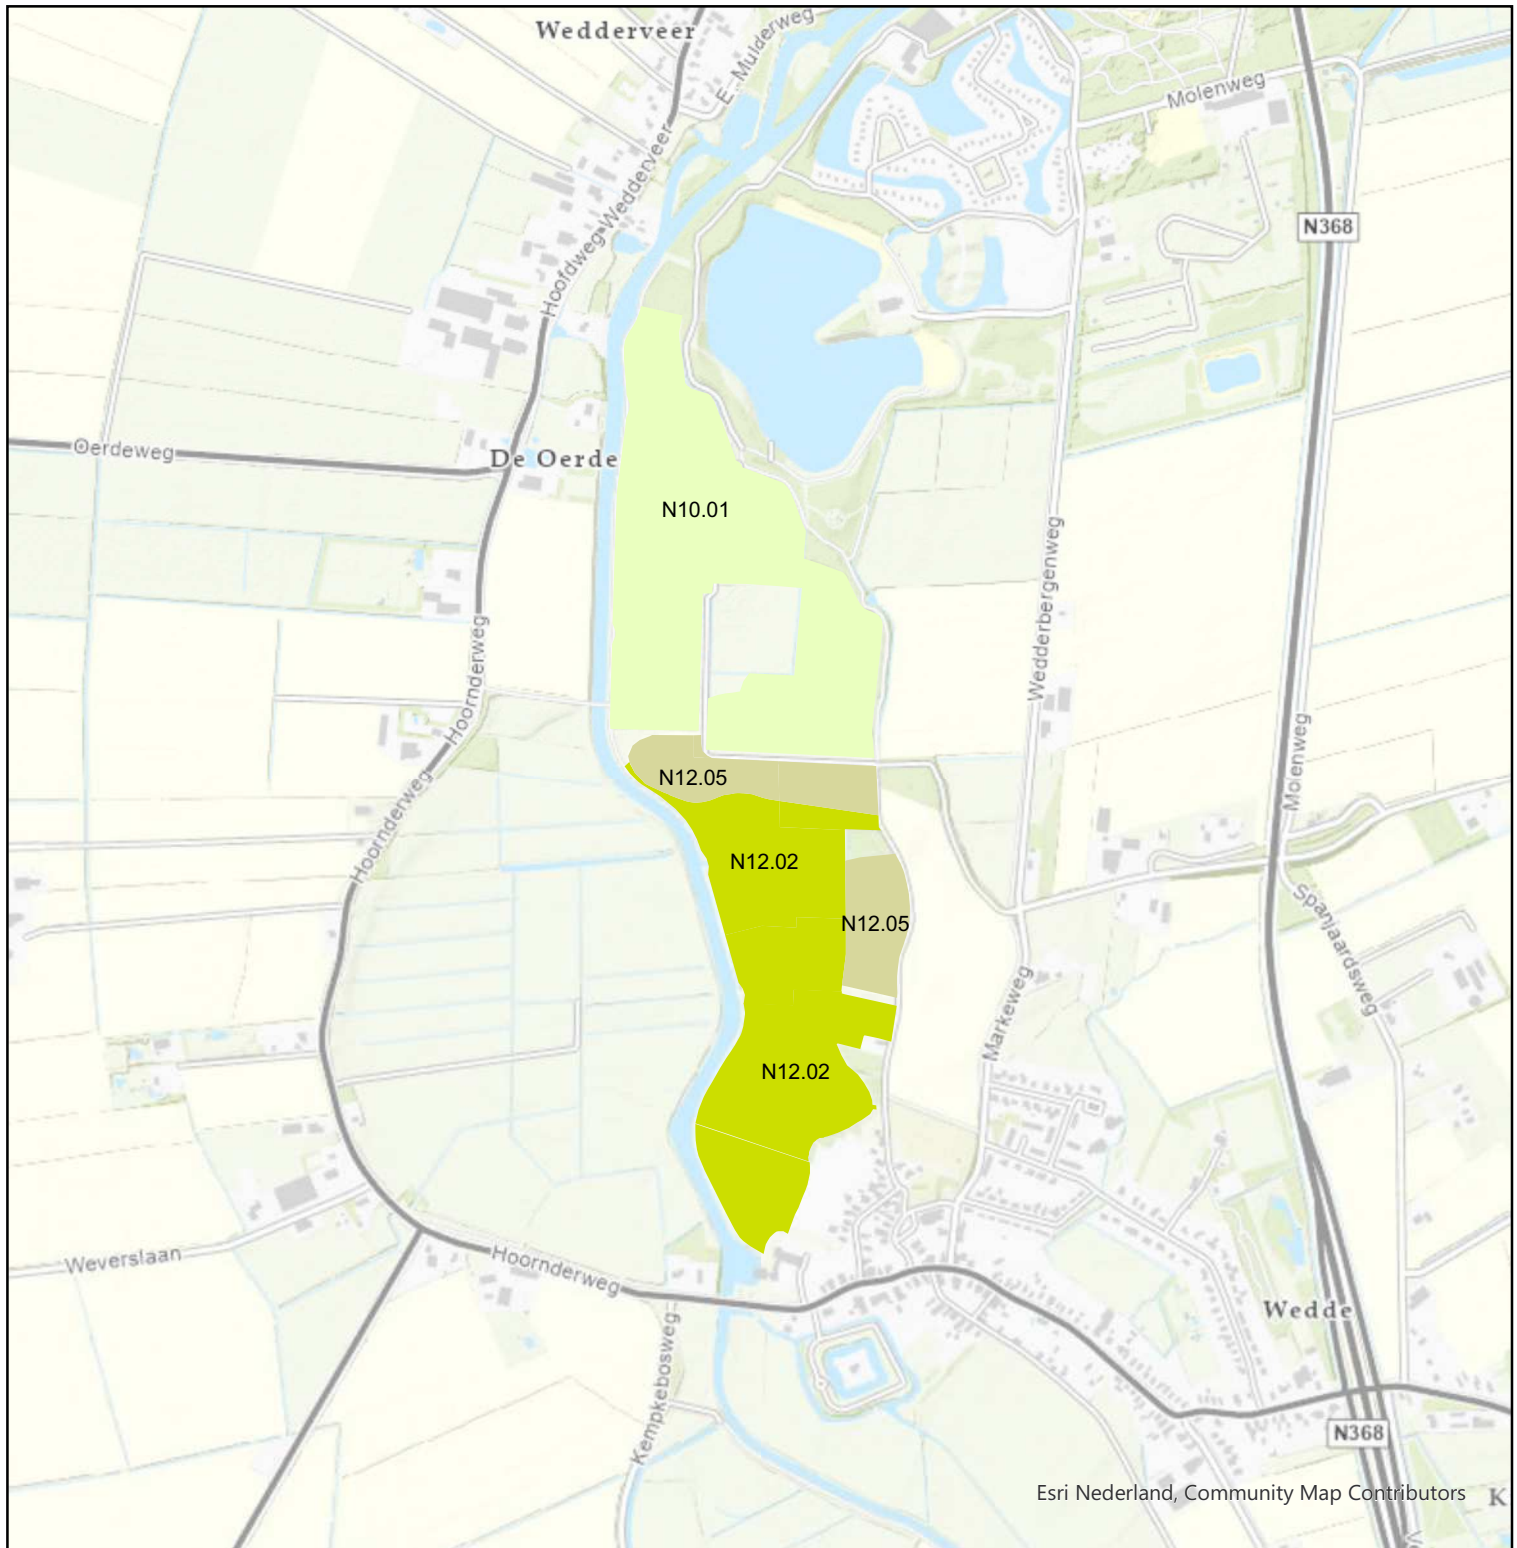 Wedderveer
E. Mulderweg
Molenweg
Hoofdweg-Wedderveer
N368
Oerdeweg
De Oerde
N10.01
Wedderbergenweg
Hoornderweg
Hoornderweg
Molenweg
N12.05
Hoornderweg
N12.02
N12.05
Spanjaardsweg
Markeweg
N12.02
Weverslaan
Hoornderweg
Wedde
Kempkebosweg
N368
Esri Nederland, Community Map Contributors
K